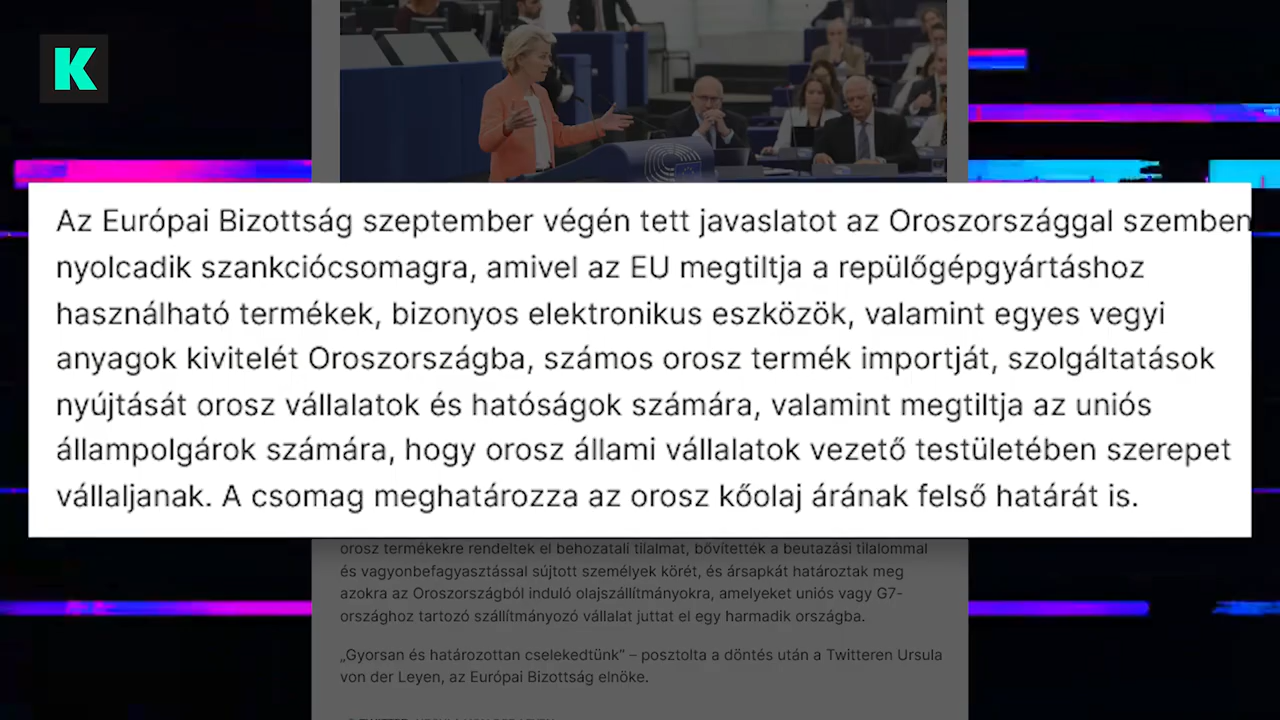 K
Az Európai Bizottság szeptember végén tett javaslatot az Oroszországgal szemben
nyolcadik szankciócsomagra, amivel az EU megtiltja a repülőgépgyártáshoz
használható termékek, bizonyos elektronikus eszközök, valamint egyes vegyi
anyagok kivitelét Oroszországba, számos orosz termék importját, szolgáltatások
nyújtását orosz vállalatok és hatóságok számára, valamint megtiltja az uniós
állampolgárok számára, hogy orosz állami vállalatok vezető testületében szerepet
vállaljanak. A csomag meghatározza az orosz kőolaj árának felső határát is.
orosz termékekre rendeltek el behozatali tilalmat, bővítették a beutazási tilalommal
és vagyonbefagyasztással sújtott személyek körét, és ársapkát határoztak meg
azokra az Oroszországból induló olajszállítmányokra, amelyeket uniós vagy G7-
országhoz tartozó szállítmányozó vállalat juttat el egy harmadik országba.
„Gyorsan és határozottan cselekedtünk” – posztolta a döntés után a Twitteren Ursula
von der Leyen, az Európai Bizottság elnöke.